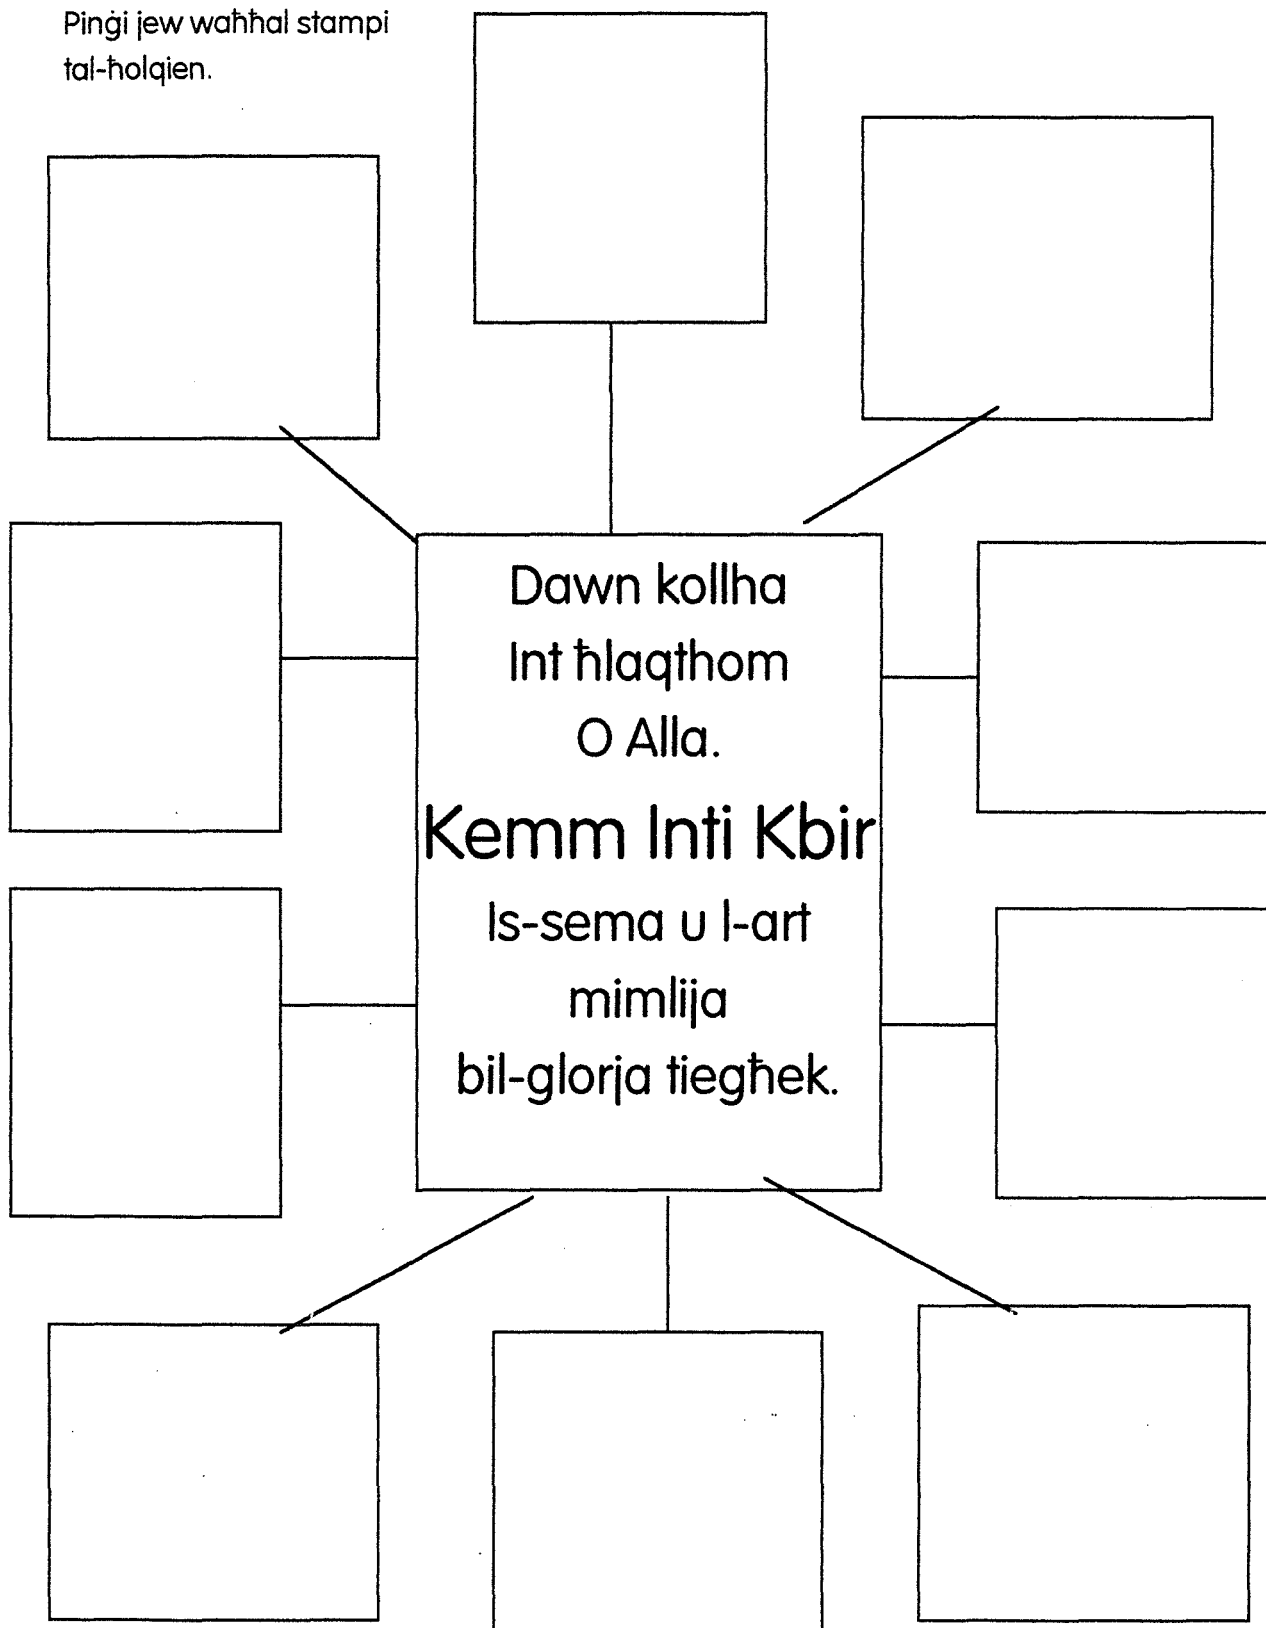 Pinġi jew waħħal stampi
tal-ħolqien.
Dawn kollha
Int ħlaqthom
O Alla.
Kemm Inti Kbir
Is-sema u l-art
mimlija
bil-glorja tiegħek.